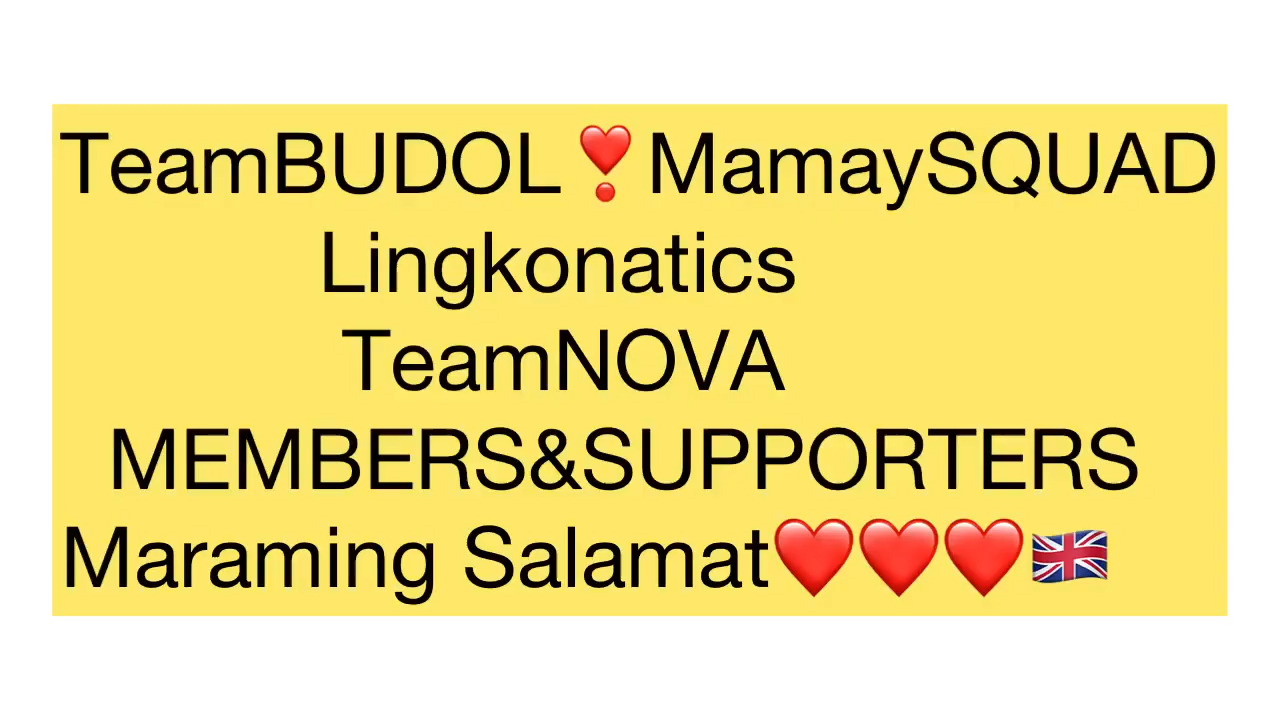 TeamBUDOL❣️MamaySQUAD
Lingkonatics
TeamNOVA
MEMBERS&SUPPORTERS
Maraming Salamat❤️❤️❤️🇬🇧